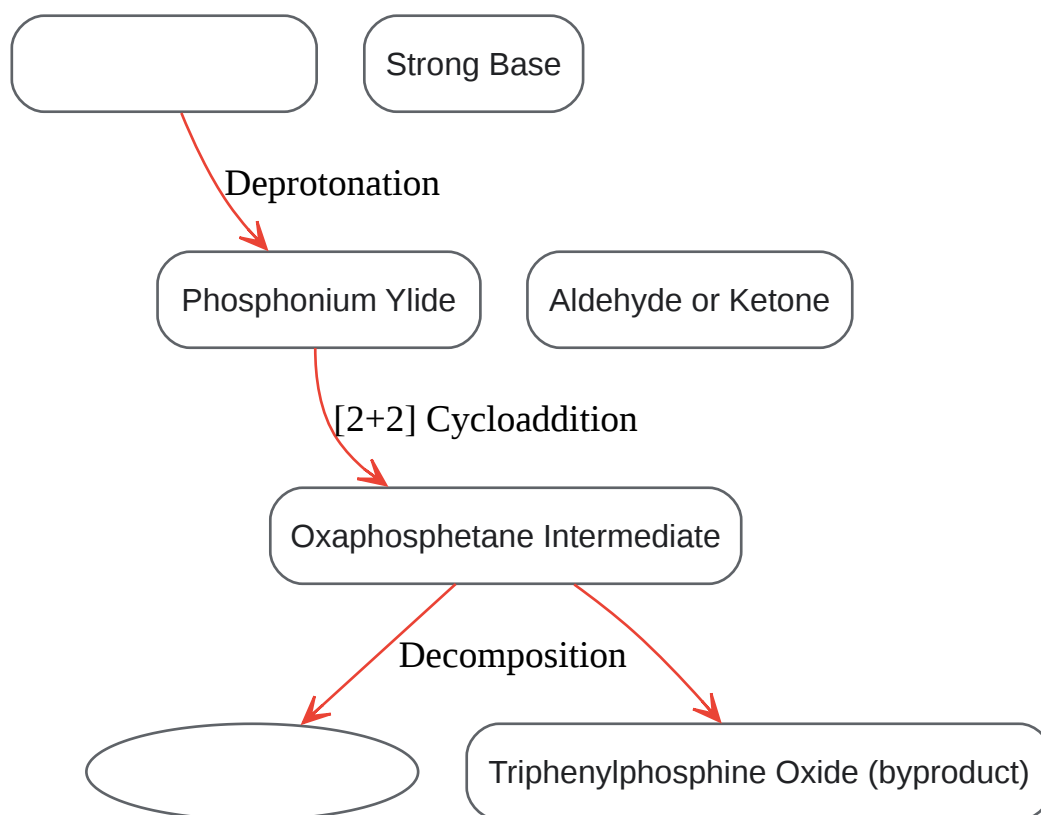 Strong Base
Deprotonation
Phosphonium Ylide
Aldehyde or Ketone
[2+2] Cycloaddition
Oxaphosphetane Intermediate
Decomposition
Triphenylphosphine Oxide (byproduct)